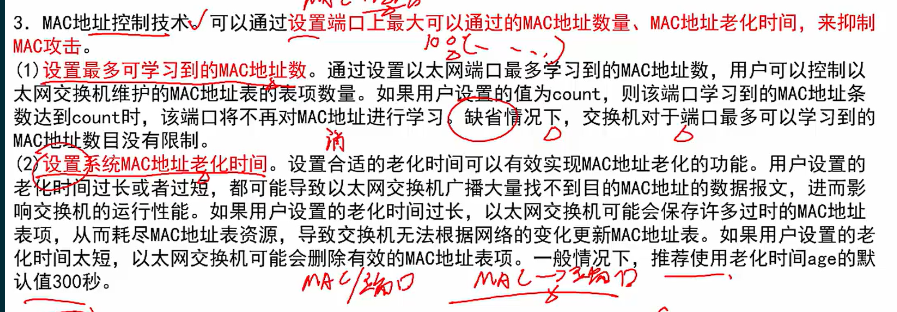 3. MAC地址控制技术✓ 可以通过设置端口上最大可以通过的MAC地址数量、MAC地址老化时间，来抑制
MAC攻击。
100
(1)设置最多可学习到的MAC地址数。通过设置以太网端口最多学习到的MAC地址数，用户可以控制以
太网交换机维护的MAC地址表的表项数量。如果用户设置的值为count，则该端口学习到的MAC地址条
数达到count时，该端口将不再对MAC地址进行学习。缺省情况下，交换机对于端口最多可以学习到的
MAC地址数目没有限制。
(2)设置系统MAC地址老化时间。设置合适的老化时间可以有效实现MAC地址老化的功能。用户设置的
老化时间过长或者过短，都可能导致以太网交换机广播大量找不到目的MAC地址的数据报文，进而影
响交换机的运行性能。如果用户设置的老化时间过长，以太网交换机可能会保存许多过时的MAC地址
表项，从而耗尽MAC地址表资源，导致交换机无法根据网络的变化更新MAC地址表。如果用户设置的老
化时间太短，以太网交换机可能会删除有效的MAC地址表项。一般情况下，推荐使用老化时间age的默
认值300秒。
MAC/端口 MAC→端口